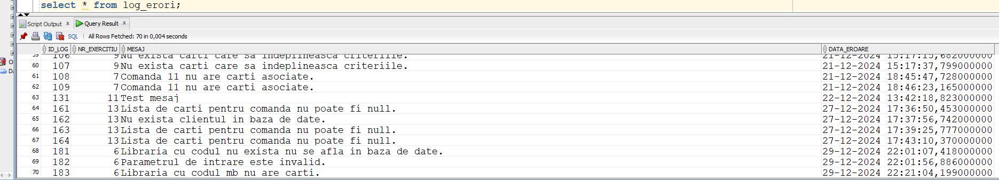 select * from log_erori;
Script Output x Query Result x
SQL | All Rows Fetched: 70 in 0,004 seconds
ID_LOG NR_EXERCITIU MESAJ DATA_EROARE
59 106 9 Nu exista carti care sa indeplineasca criteriile. 21-12-2024 15:17:15,682000000
60 107 9 Nu exista carti care sa indeplineasca criteriile. 21-12-2024 15:17:37,799000000
61 108 7 Comanda 11 nu are carti asociate. 21-12-2024 18:45:47,728000000
62 109 7 Comanda 11 nu are carti asociate. 21-12-2024 18:46:23,165000000
63 131 11 Test mesaj 22-12-2024 13:42:18,823000000
64 161 13 Lista de carti pentru comanda nu poate fi null. 27-12-2024 17:36:50,453000000
65 162 13 Nu exista clientul in baza de date. 27-12-2024 17:37:56,742000000
66 163 13 Lista de carti pentru comanda nu poate fi null. 27-12-2024 17:39:25,777000000
67 164 13 Lista de carti pentru comanda nu poate fi null. 27-12-2024 17:43:10,370000000
68 181 6 Libraria cu codul nu exista nu se afla in baza de date. 29-12-2024 22:01:07,418000000
69 182 6 Parametrul de intrare este invalid. 29-12-2024 22:01:56,886000000
70 183 6 Libraria cu codul mb nu are carti. 29-12-2024 22:21:04,199000000